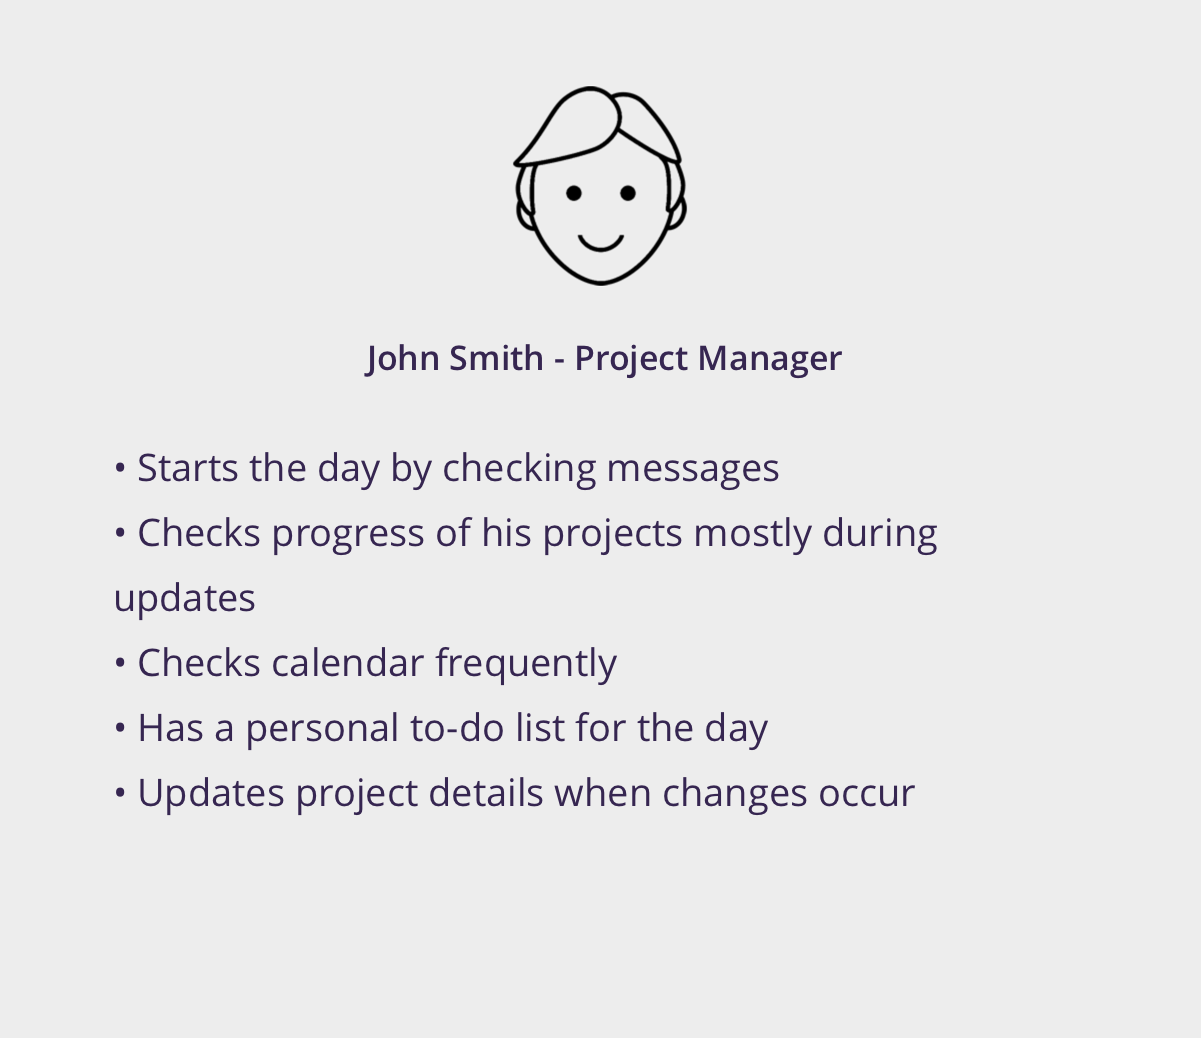 John Smith - Project Manager
• Starts the day by checking messages
• Checks progress of his projects mostly during
updates
• Checks calendar frequently
• Has a personal to-do list for the day
• Updates project details when changes occur